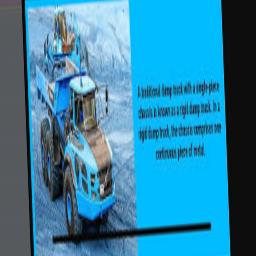 A traditional dump truck with a single-piece
chassis is known as a rigid dump truck. In a
rigid dump truck, the chassis comprises one
continuous piece of metal.